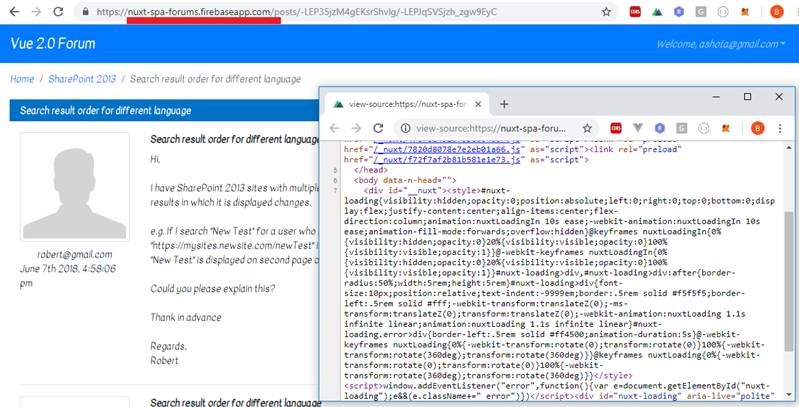 https://nuxt-spa-forums.firebaseapp.com/posts/-LEP35jzM4gEKsrShvIg/-LEPJqSVSjzh_zgw9EyC
Vue 2.0 Forum
Welcome, ashota@gmail.com
Home / SharePoint 2013 / Search result order for different language
Search result order for different language
robert@gmail.com
June 7th 2018, 4:58:06
pm
Search result order for different language
Hi,
I have SharePoint 2013 sites with multiple
results in which it is displayed changes.
e.g. If I search "New Test" for a user who
"https://mysites.newsite.com/newTest"
"New Test" is displayed on second page o
Could you please explain this?
Thank in advance
Regards,
Robert
view-source:https://nuxt-spa-for
view-source:https://nuxt-spa-foru...
href="/_nuxt/7820d8078e7e2eb01a66.js" as="script"><link rel="preload"
href="/_nuxt/f72f7af2b81b581e1e73.js" as="script">
5 </head>
6 <body data-n-head="">
7 <div id="__nuxt"><style>#nuxt-
loading{visibility:hidden;opacity:0;position:absolute;left:0;right:0;top:0;bottom:0;display:flex;justify-content:center;align-items:center;flex-
direction:column;animation:nuxtLoadingIn 10s ease;-webkit-animation:nuxtLoadingIn 10s
ease;animation-fill-mode:forwards;overflow:hidden}@keyframes nuxtLoadingIn{0%
{visibility:hidden;opacity:0}20%{visibility:visible;opacity:0}100%
{visibility:visible;opacity:1}}@-webkit-keyframes nuxtLoadingIn{0%
{visibility:hidden;opacity:0}20%{visibility:visible;opacity:0}100%
{visibility:visible;opacity:1}}#nuxt-loading>div,#nuxt-loading>div:after{border-
radius:50%;width:5rem;height:5rem}#nuxt-loading>div{font-
size:10px;position:relative;text-indent:-9999em;border:.5rem solid #f5f5f5;border-
left:.5rem solid #fff;-webkit-transform:translateZ(0);-ms-
transform:translateZ(0);transform:translateZ(0);-webkit-animation:nuxtLoading 1.1s
infinite linear;animation:nuxtLoading 1.1s infinite linear}#nuxt-
loading.error>div{border-left:.5rem solid #ff4500;animation-duration:5s}@-webkit-
keyframes nuxtLoading{0%{-webkit-transform:rotate(0);transform:rotate(0)}100%{-webkit-
transform:rotate(360deg);transform:rotate(360deg)}}@keyframes nuxtLoading{0%{-webkit-
transform:rotate(0);transform:rotate(0)}100%{-webkit-
transform:rotate(360deg);transform:rotate(360deg)}}</style>
<script>window.addEventListener("error",function(){var e=document.getElementById("nuxt-
loading");e&&(e.className+=" error")})</script><div id="nuxt-loading" aria-live="polite"